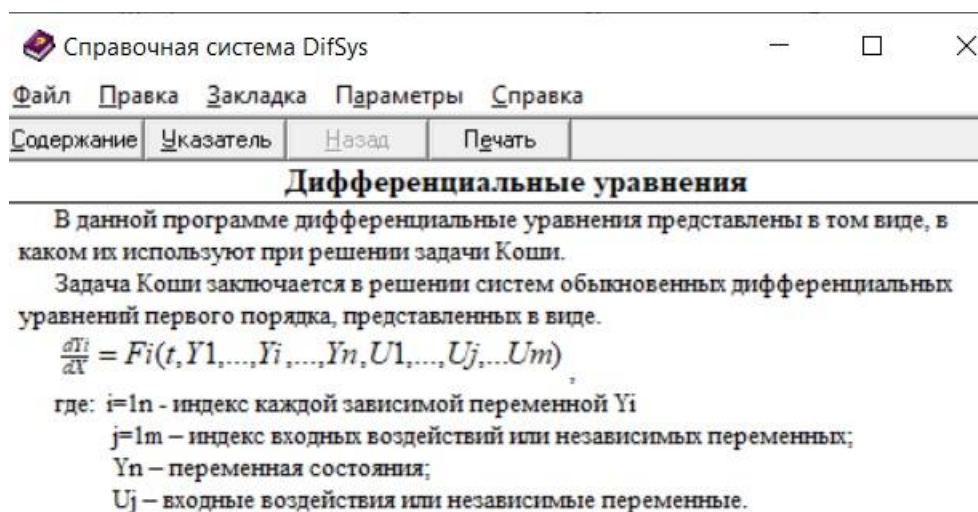 Справочная система DifSys
Файл Правка Закладка Параметры Справка
Содержание Указатель Назад Печать
Дифференциальные уравнения
В данной программе дифференциальные уравнения представлены в том виде, в
каком их используют при решении задачи Коши.
Задача Коши заключается в решении систем обыкновенных дифференциальных
уравнений первого порядка, представленных в виде.
dYi/dX = Fi(t,Y1,...,Yi,...,Yn,U1,...,Uj,...Um) ,
где: i=1n - индекс каждой зависимой переменной Yi
j=1m – индекс входных воздействий или независимых переменных;
Yn – переменная состояния;
Uj – входные воздействия или независимые переменные.